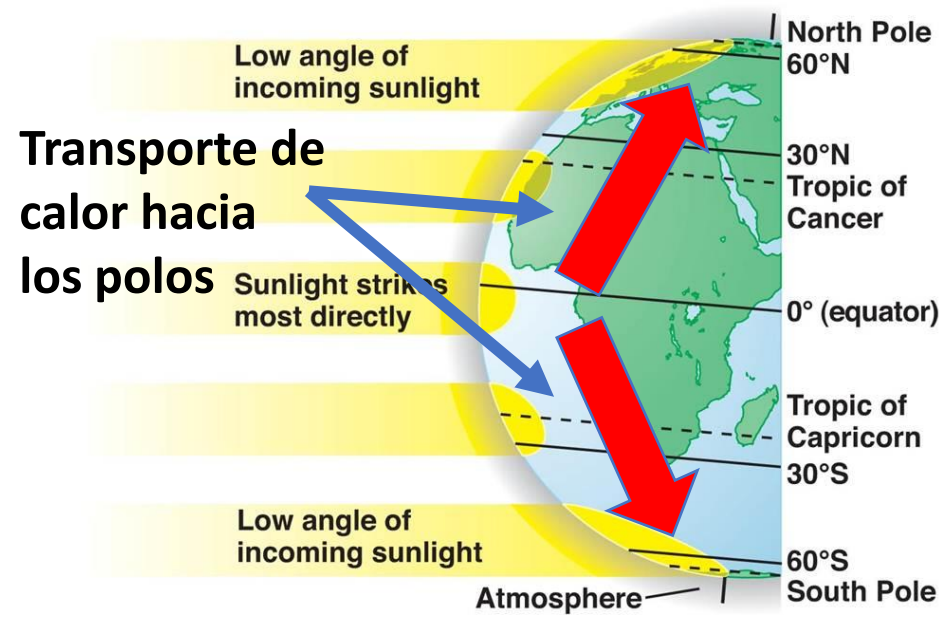 North Pole
Low angle of
incoming sunlight
60°N
Transporte de
calor hacia
los polos
30°N
Tropic of
Cancer
Sunlight strikes
most directly
0° (equator)
Tropic of
Capricorn
30°S
Low angle of
incoming sunlight
60°S
South Pole
Atmosphere